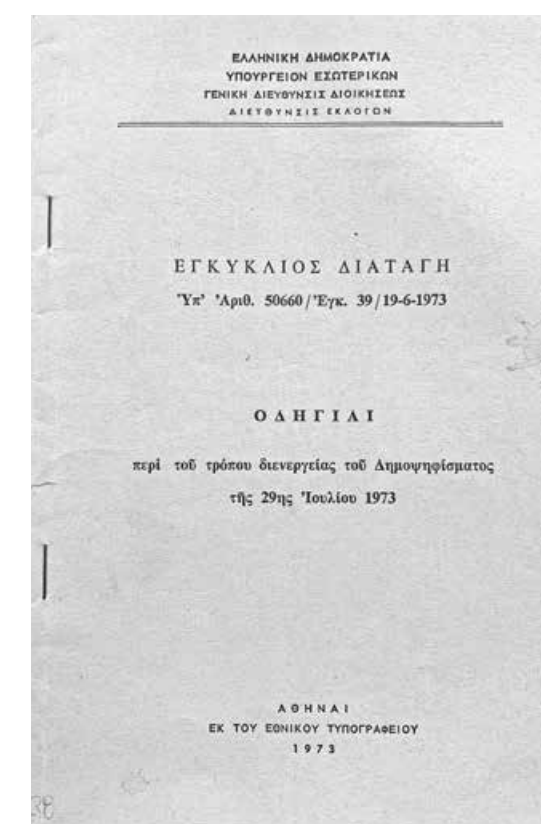 ΕΛΛΗΝΙΚΗ ΔΗΜΟΚΡΑΤΙΑ
ΥΠΟΥΡΓΕΙΟΝ ΕΣΩΤΕΡΙΚΩΝ
ΓΕΝΙΚΗ ΔΙΕΥΘΥΝΣΙΣ ΔΙΟΙΚΗΣΕΩΣ
ΔΙΕΥΘΥΝΣΙΣ ΕΚΛΟΓΩΝ
ΕΓΚΥΚΛΙΟΣ ΔΙΑΤΑΓΗ
Ὑπ' Ἀριθ. 50660/Ἐγκ. 39/19-6-1973
ΟΔΗΓΙΑΙ
περὶ τοῦ τρόπου διενεργείας τοῦ Δημοψηφίσματος
τῆς 29ης Ἰουλίου 1973
ΑΘΗΝΑΙ
ΕΚ ΤΟΥ ΕΘΝΙΚΟΥ ΤΥΠΟΓΡΑΦΕΙΟΥ
1973